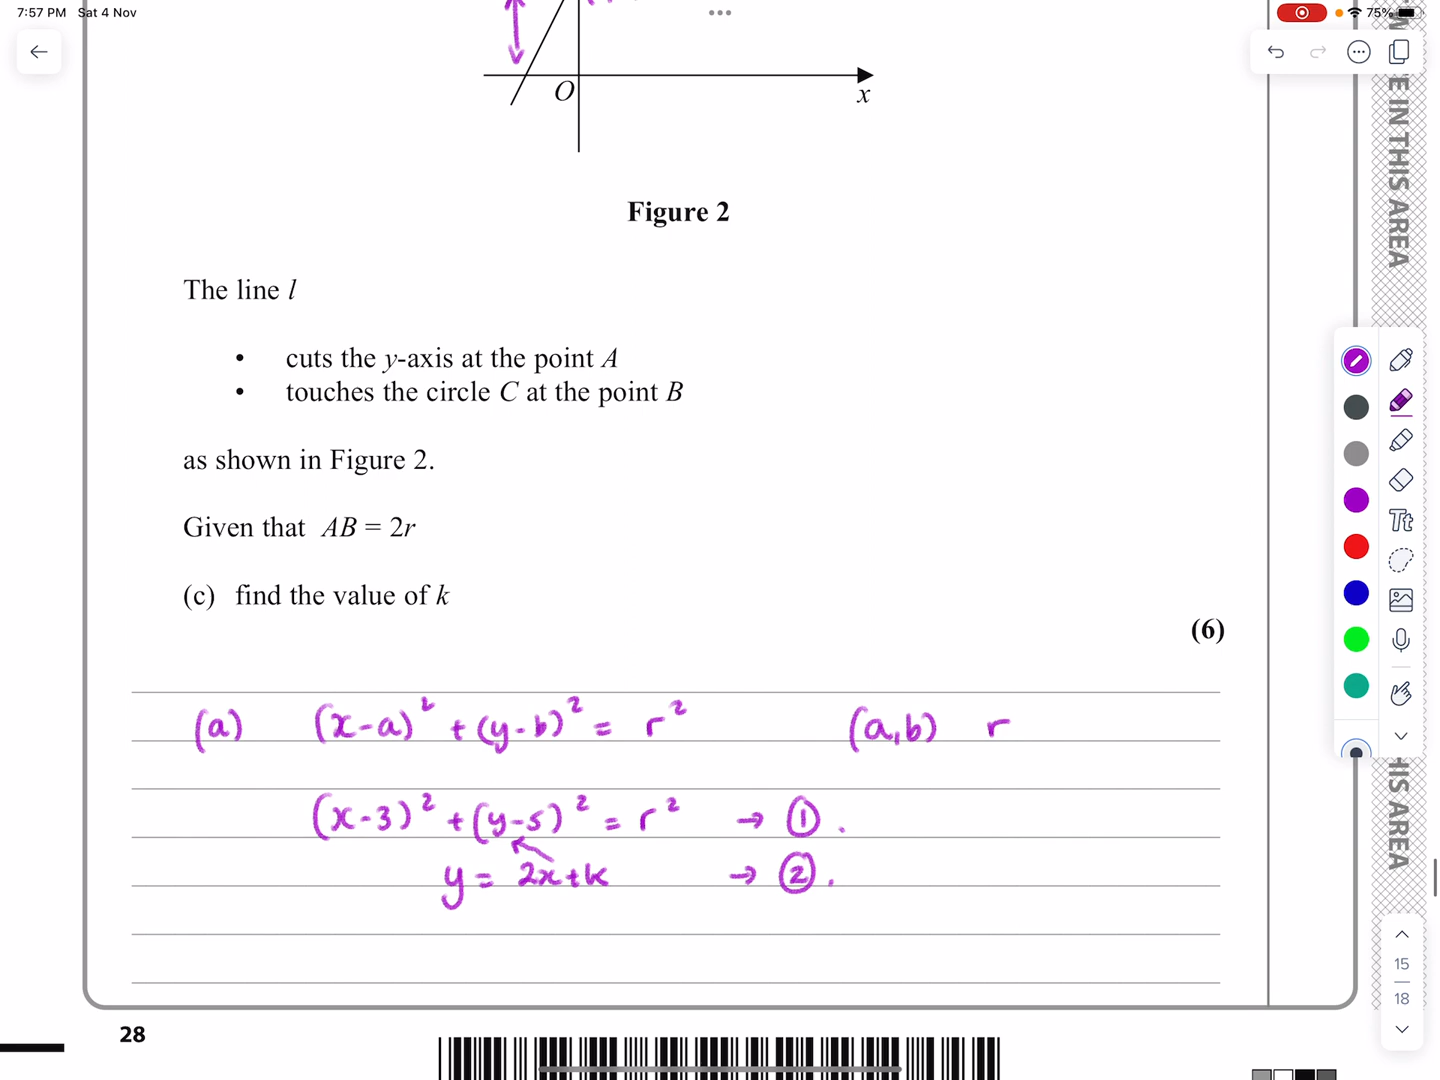 7:57 PM Sat 4 Nov
75%
O
x
Figure 2
The line l
• cuts the y-axis at the point A
• touches the circle C at the point B
as shown in Figure 2.
Given that AB = 2r
(c) find the value of k
(6)
(a) (x-a)² + (y-b)² = r² (a,b) r
(x-3)² + (y-5)² = r² → ①.
y = 2x+k → ②.
28
E IN THIS AREA
HIS AREA
Tt
15
18